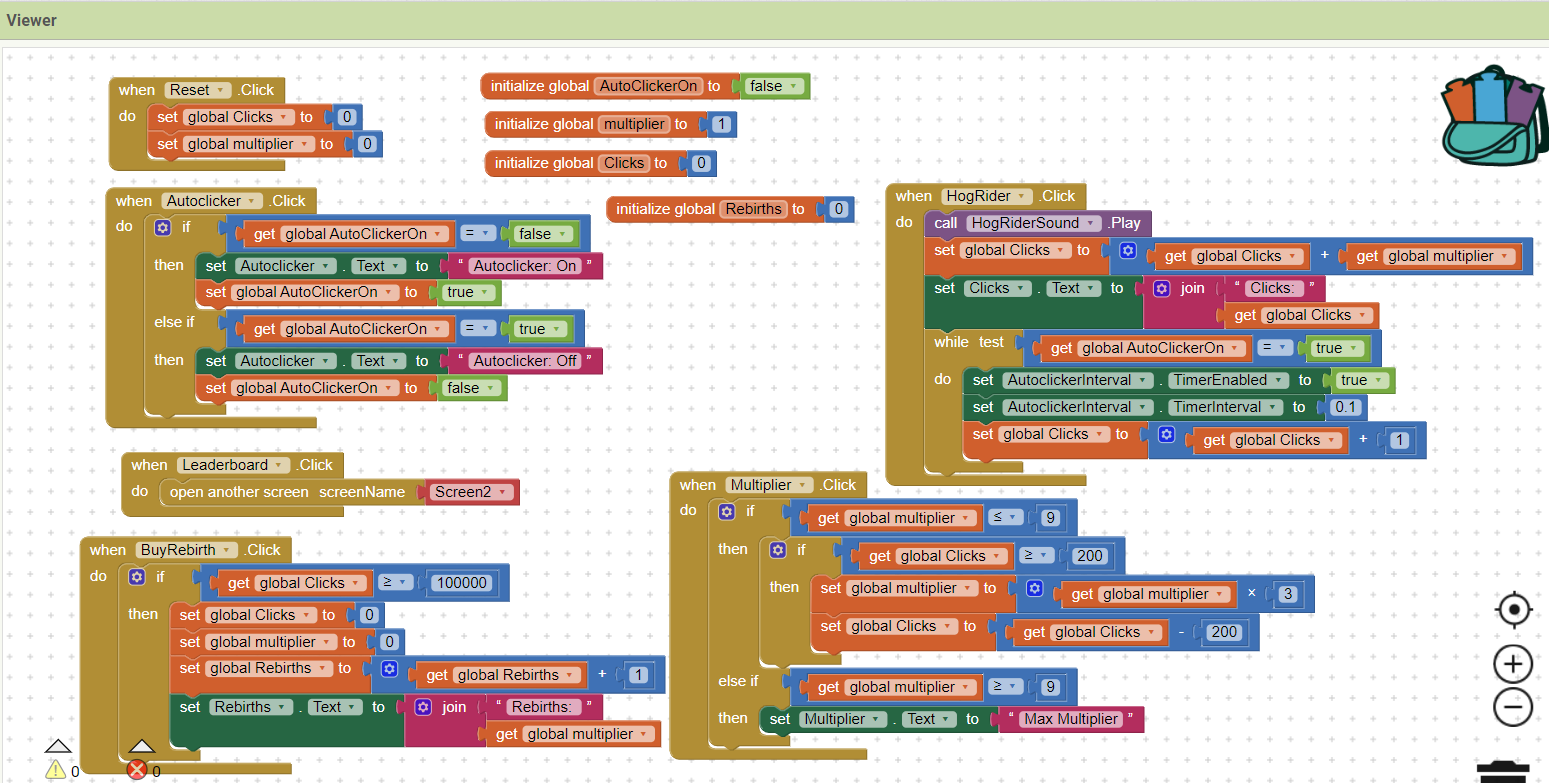 Viewer
when Reset .Click
do set global Clicks to 0
set global multiplier to 0
initialize global AutoClickerOn to false
initialize global multiplier to 1
initialize global Clicks to 0
initialize global Rebirths to 0
when Autoclicker .Click
do if get global AutoClickerOn = false
then set Autoclicker . Text to “ Autoclicker: On ”
set global AutoClickerOn to true
else if get global AutoClickerOn = true
then set Autoclicker . Text to “ Autoclicker: Off ”
set global AutoClickerOn to false
when HogRider .Click
do call HogRiderSound .Play
set global Clicks to get global Clicks + get global multiplier
set Clicks . Text to join “ Clicks: ”
get global Clicks
while test get global AutoClickerOn = true
do set AutoclickerInterval . TimerEnabled to true
set AutoclickerInterval . TimerInterval to 0.1
set global Clicks to get global Clicks + 1
when Leaderboard .Click
do open another screen screenName Screen2
when BuyRebirth .Click
do if get global Clicks ≥ 100000
then set global Clicks to 0
set global multiplier to 0
set global Rebirths to get global Rebirths + 1
set Rebirths . Text to join “ Rebirths: ”
get global multiplier
when Multiplier .Click
do if get global multiplier ≤ 9
then if get global Clicks ≥ 200
then set global multiplier to get global multiplier × 3
set global Clicks to get global Clicks - 200
else if get global multiplier ≥ 9
then set Multiplier . Text to “ Max Multiplier ”
0 0